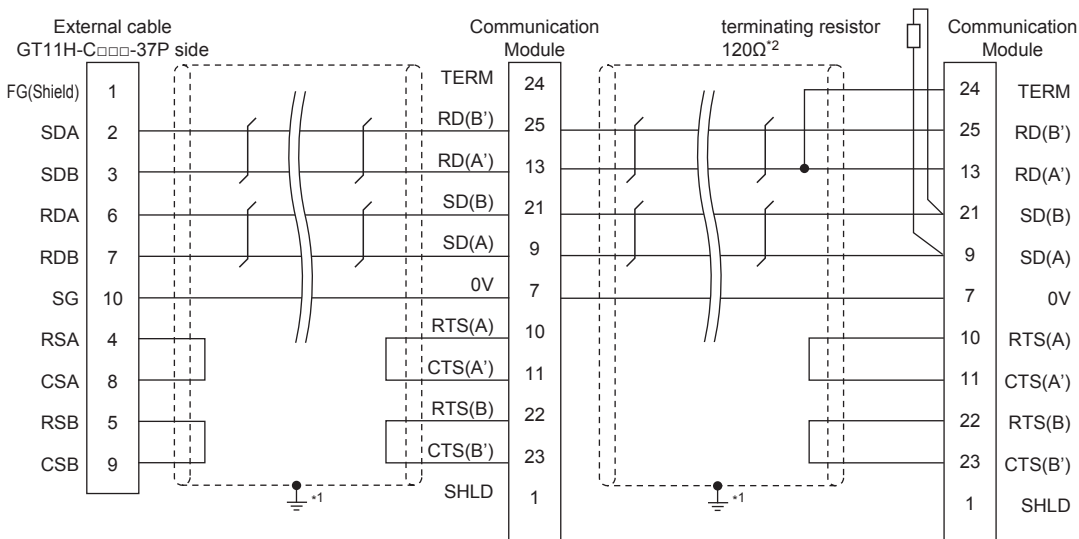 External cable
GT11H-C□□□-37P side
Communication
Module
terminating resistor
120Ω*2
Communication
Module
FG(Shield) 1 TERM 24 24 TERM
SDA 2 RD(B') 25 25 RD(B')
SDB 3 RD(A') 13 13 RD(A')
RDA 6 SD(B) 21 21 SD(B)
RDB 7 SD(A) 9 9 SD(A)
SG 10 0V 7 7 0V
RSA 4 RTS(A) 10 10 RTS(A)
CSA 8 CTS(A') 11 11 CTS(A')
RSB 5 RTS(B) 22 22 RTS(B)
CSB 9 CTS(B') 23 23 CTS(B')
SHLD 1 1 SHLD
*1 *1